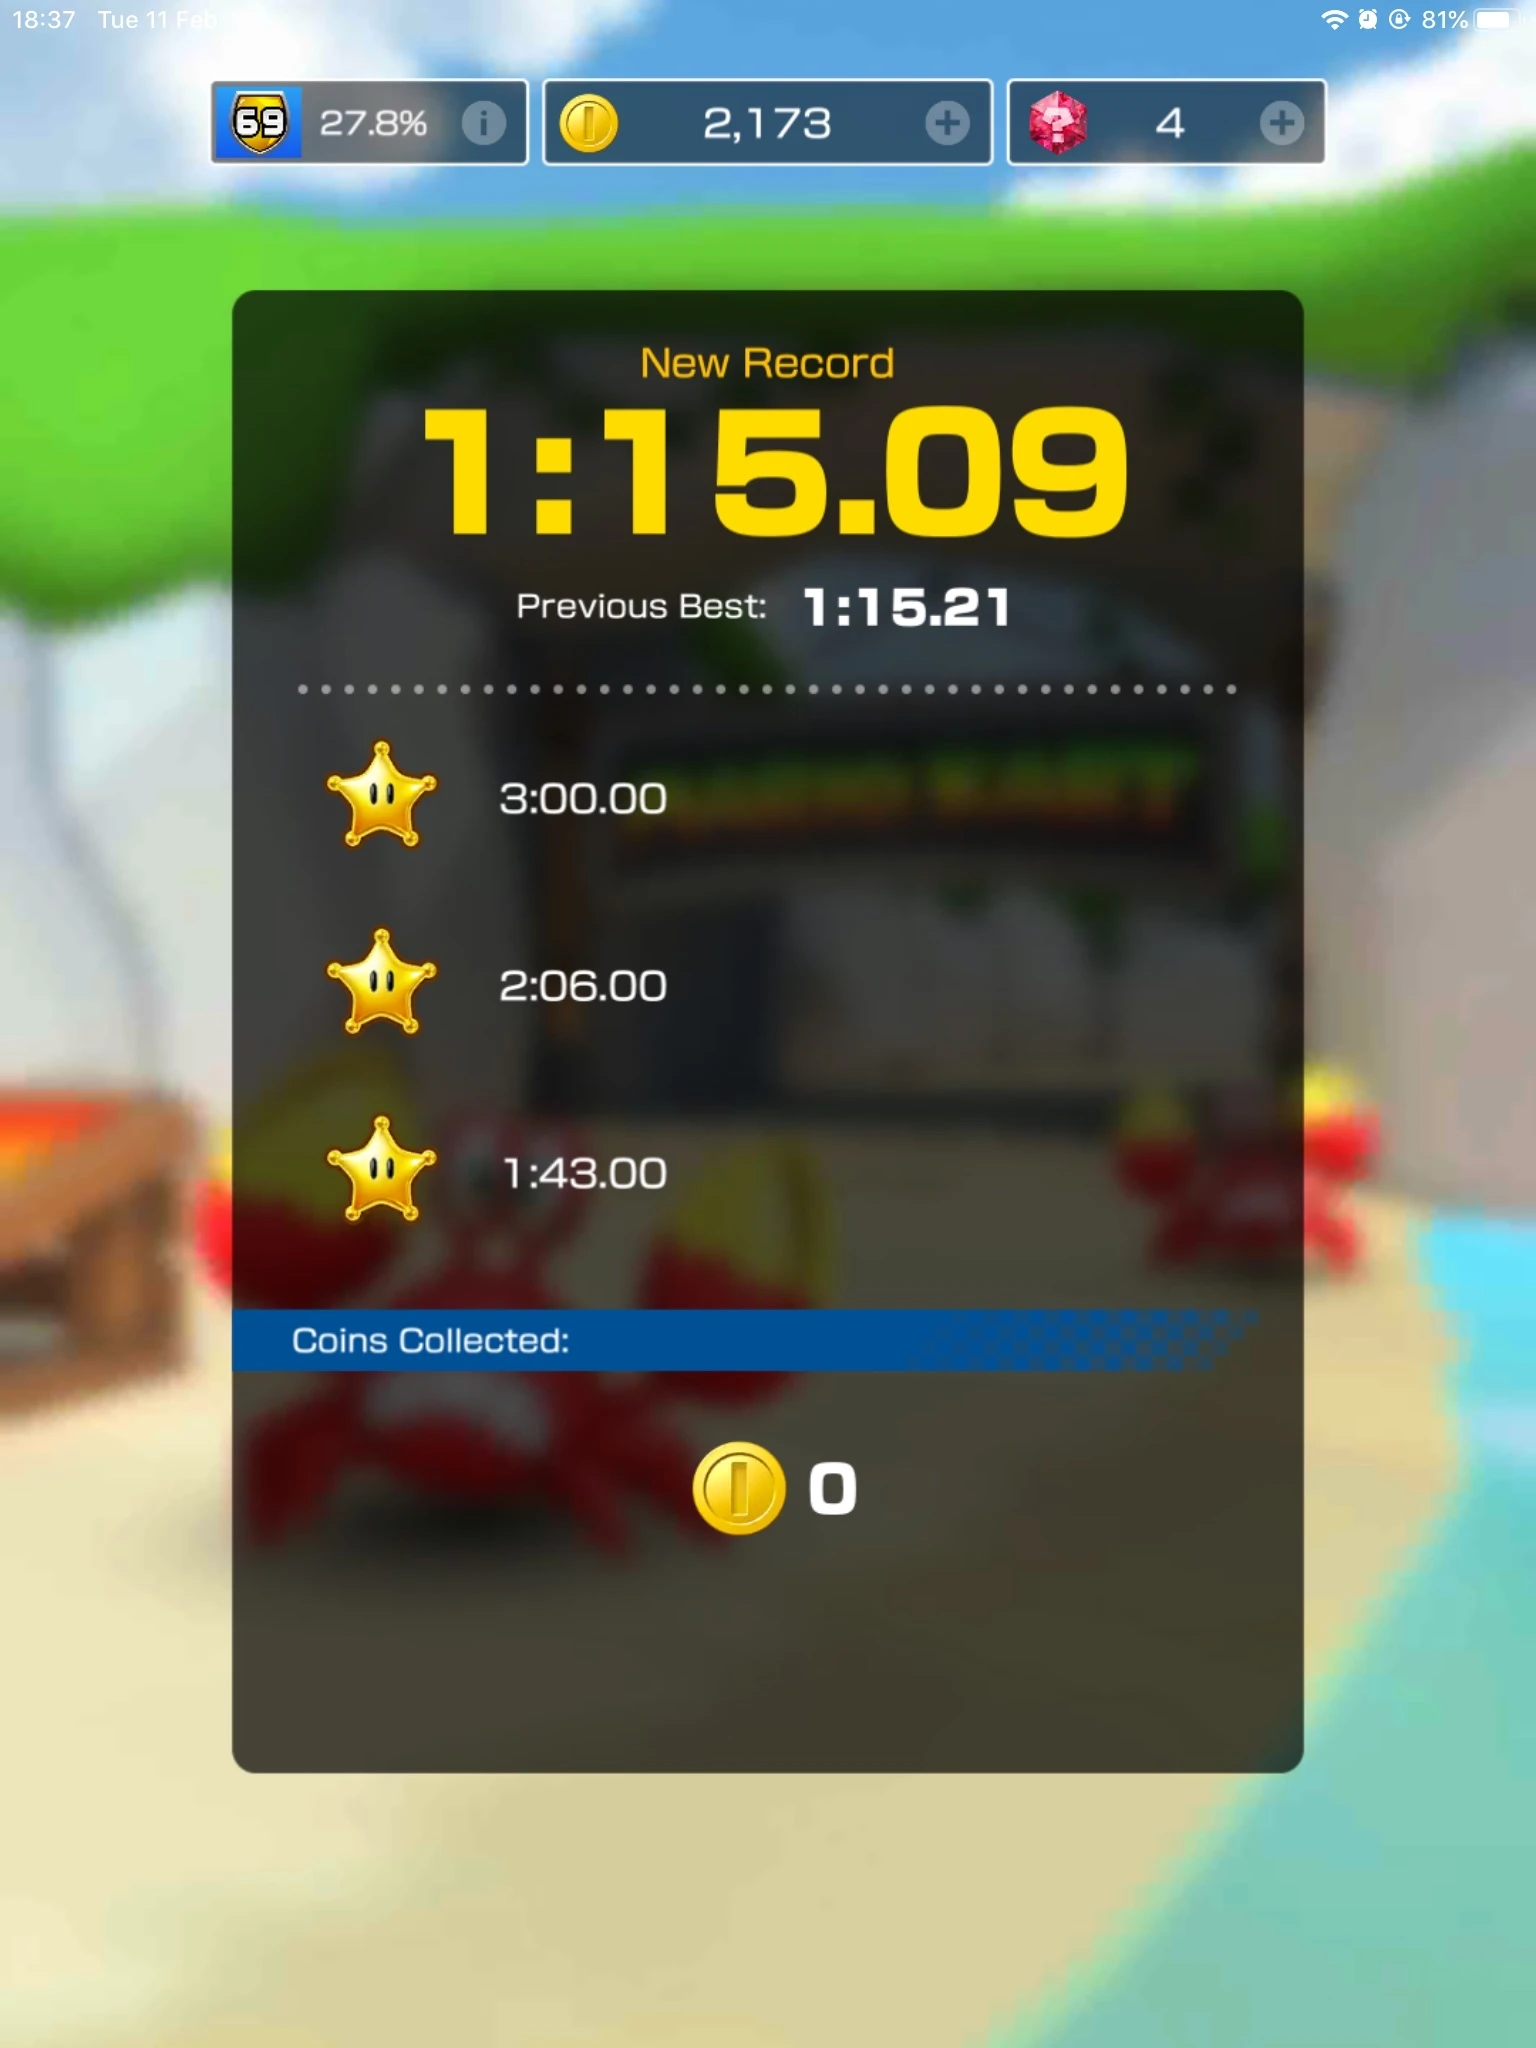 18:37 Tue 11 Feb 81%
69 27.8% 2,173 4
New Record
1:15.09
Previous Best: 1:15.21
3:00.00
2:06.00
1:43.00
Coins Collected:
0